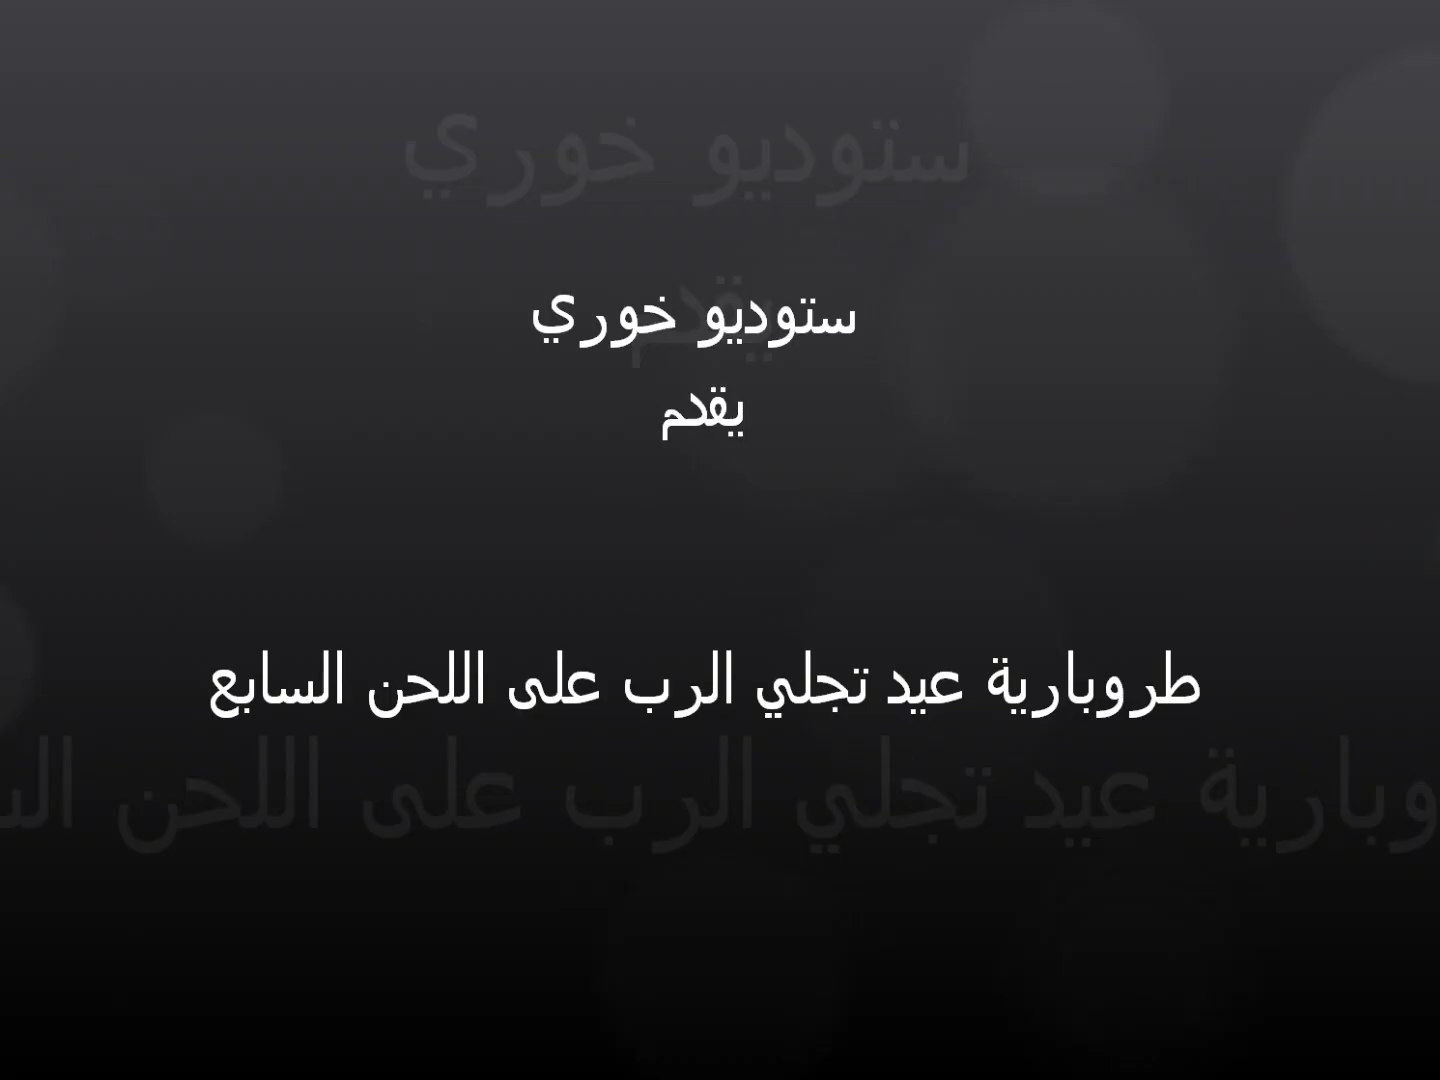 ستوديو خوري
يقدم
طروبارية عيد تجلي الرب على اللحن السابع